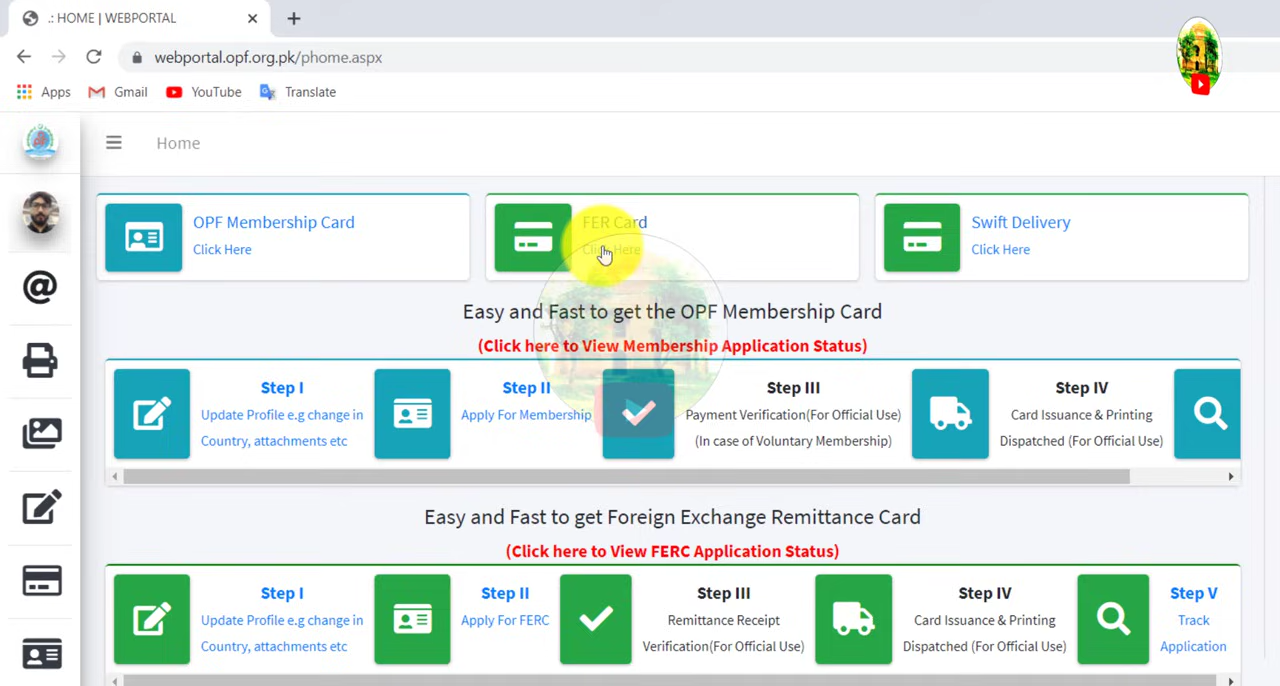 .: HOME | WEBPORTAL
webportal.opf.org.pk/phome.aspx
Apps Gmail YouTube Translate
Home
OPF Membership Card
Click Here
FER Card
Click Here
Swift Delivery
Click Here
Easy and Fast to get the OPF Membership Card
(Click here to View Membership Application Status)
Step I
Update Profile e.g change in
Country, attachments etc
Step II
Apply For Membership
Step III
Payment Verification(For Official Use)
(In case of Voluntary Membership)
Step IV
Card Issuance & Printing
Dispatched (For Official Use)
Easy and Fast to get Foreign Exchange Remittance Card
(Click here to View FERC Application Status)
Step I
Update Profile e.g change in
Country, attachments etc
Step II
Apply For FERC
Step III
Remittance Receipt
Verification(For Official Use)
Step IV
Card Issuance & Printing
Dispatched (For Official Use)
Step V
Track
Application